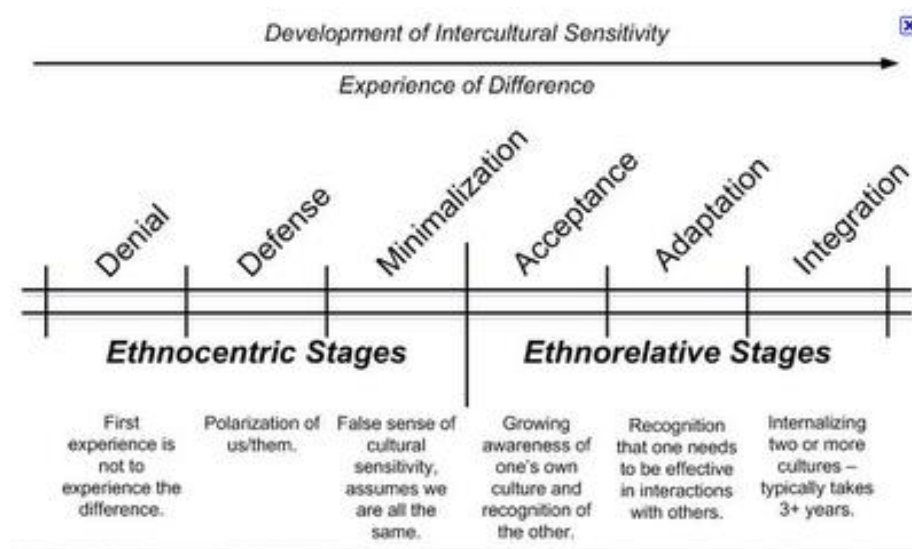 Development of Intercultural Sensitivity
Experience of Difference
Denial
Defense
Minimalization
Acceptance
Adaptation
Integration
Ethnocentric Stages
Ethnorelative Stages
First
experience is
not to
experience the
difference.
Polarization of
us/them.
False sense of
cultural
sensitivity,
assumes we
are all the
same.
Growing
awareness of
one's own
culture and
recognition of
the other.
Recognition
that one needs
to be effective
in interactions
with others.
Internalizing
two or more
cultures –
typically takes
3+ years.